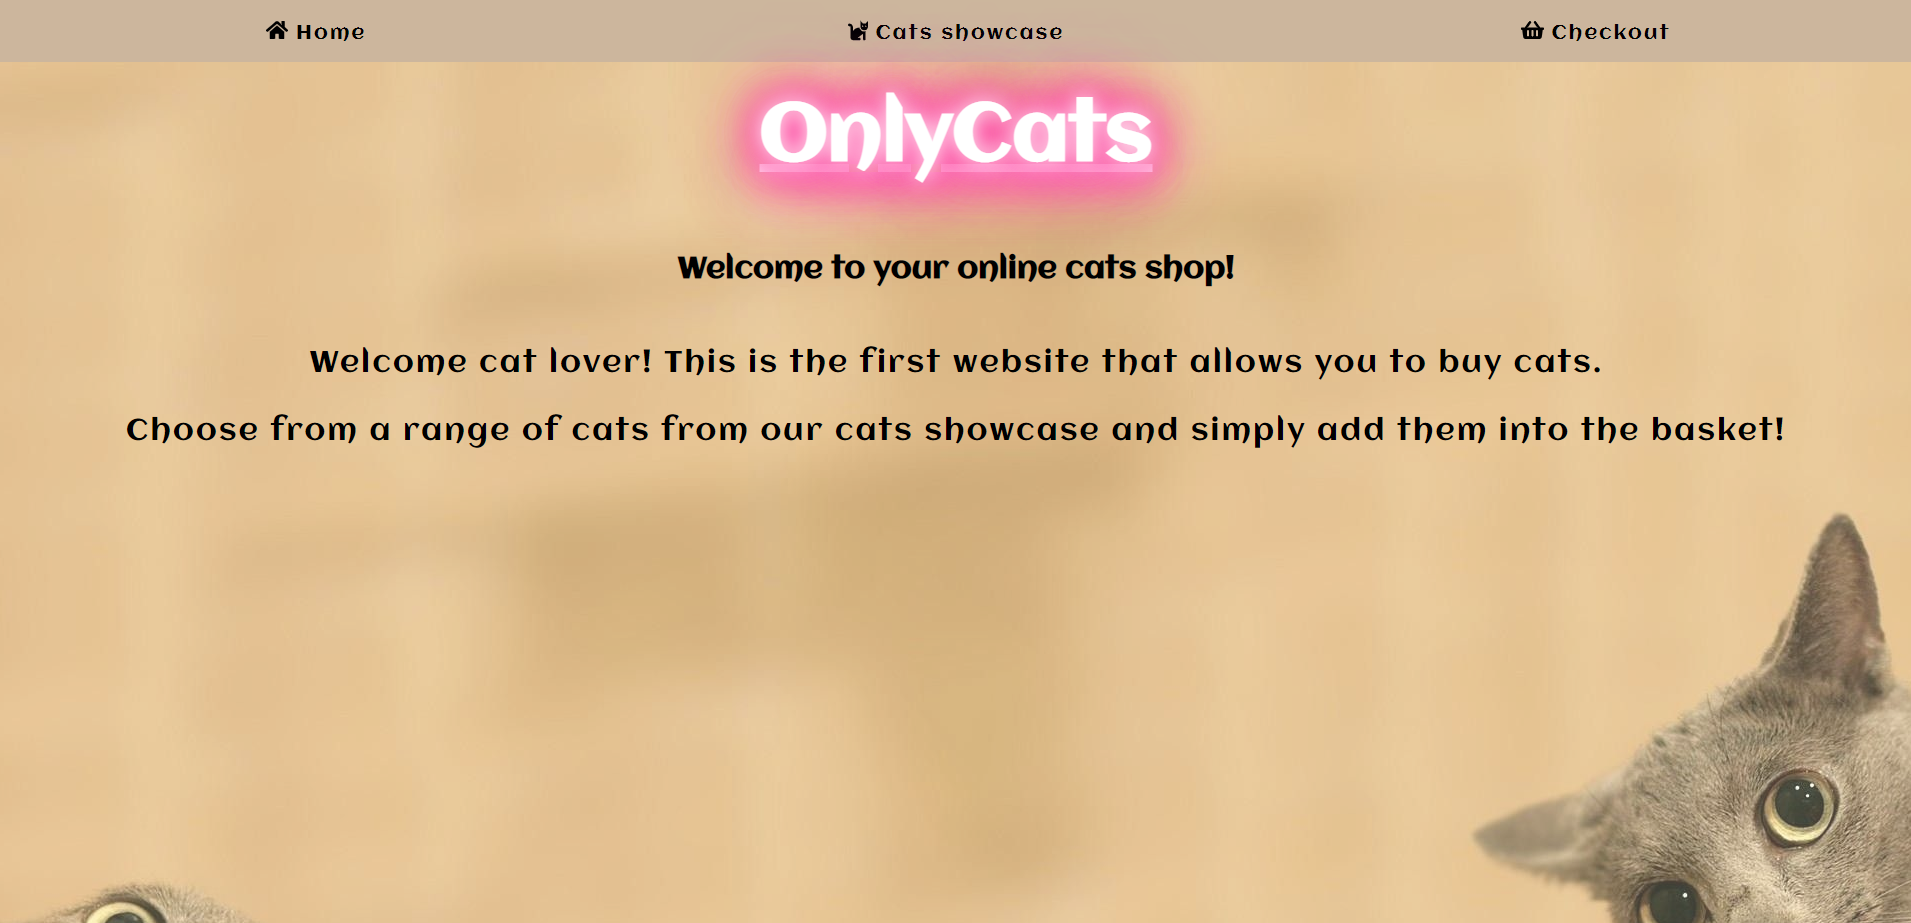 Home
Cats showcase
Checkout
OnlyCats
Welcome to your online cats shop!
Welcome cat lover! This is the first website that allows you to buy cats.
Choose from a range of cats from our cats showcase and simply add them into the basket!